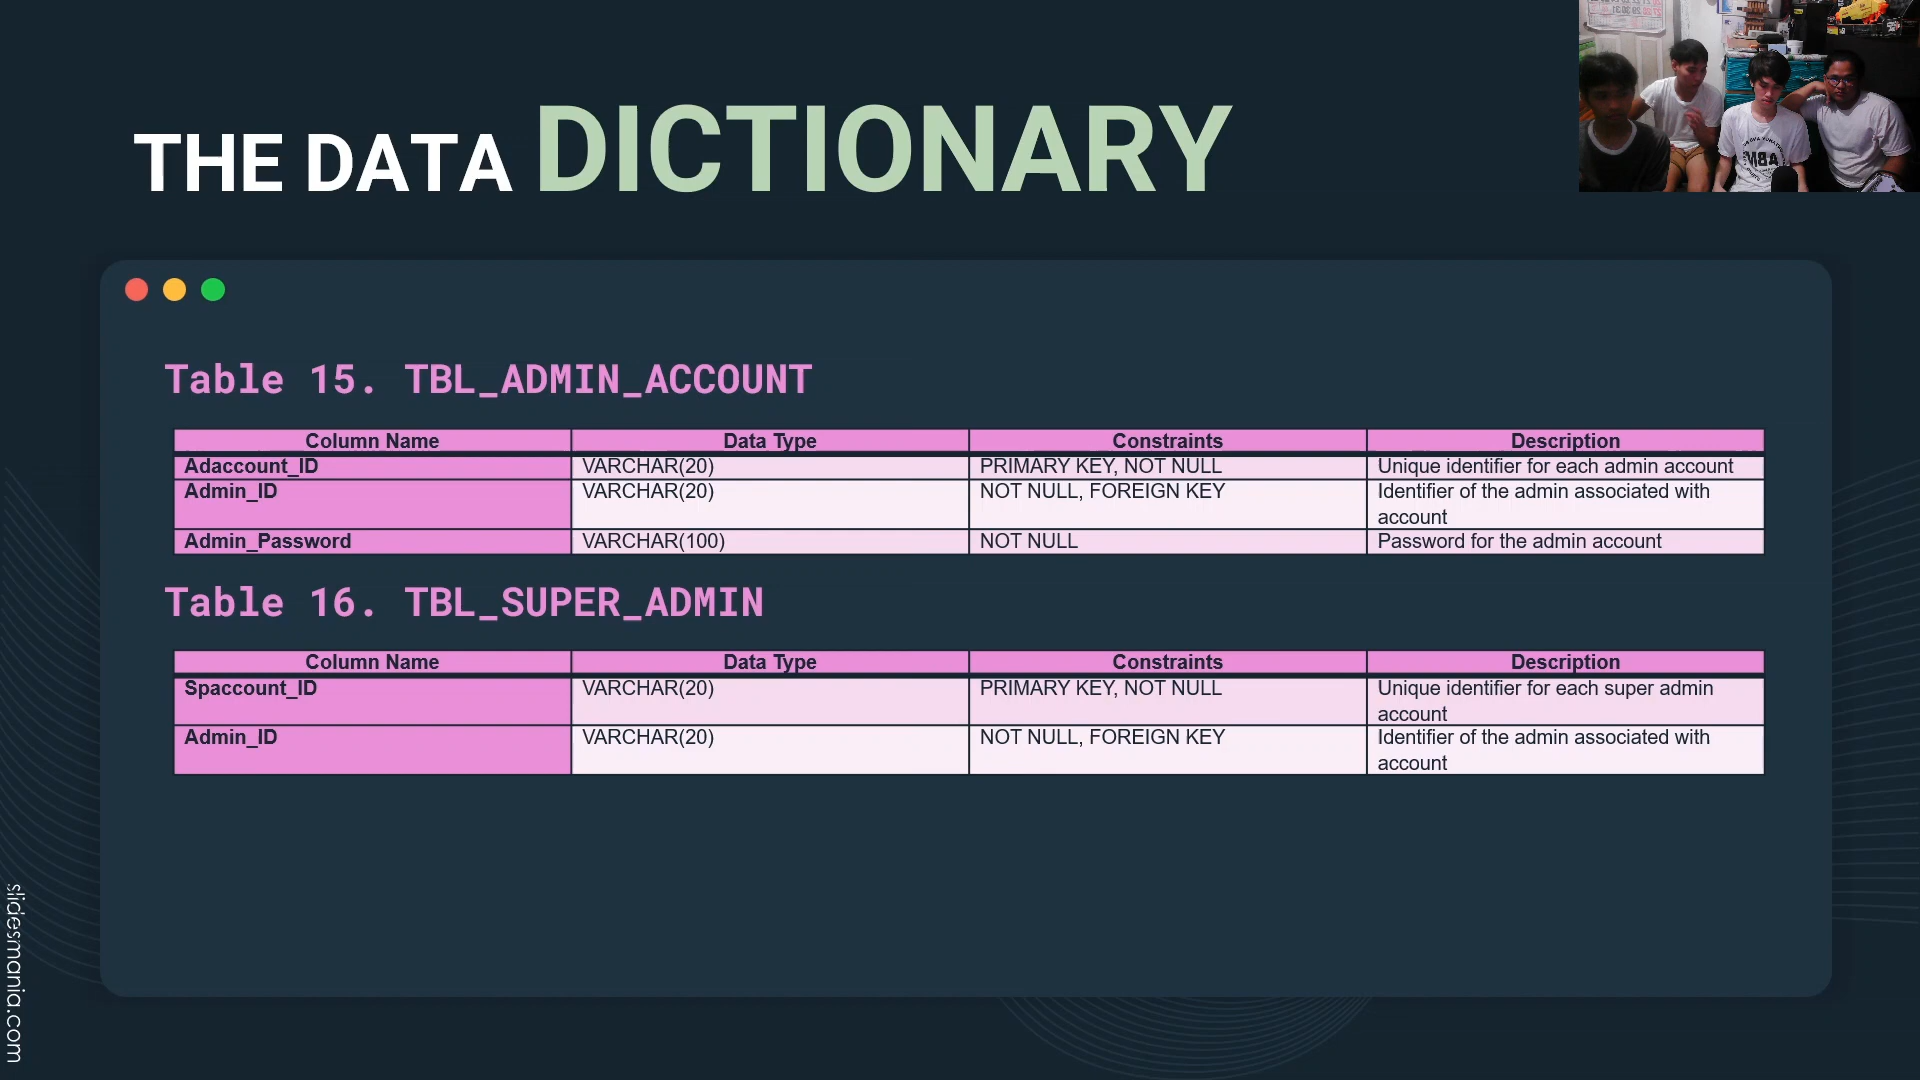 THE DATA DICTIONARY
Table 15. TBL_ADMIN_ACCOUNT
Column Name Data Type Constraints Description
Adaccount_ID VARCHAR(20) PRIMARY KEY, NOT NULL Unique identifier for each admin account
Admin_ID VARCHAR(20) NOT NULL, FOREIGN KEY Identifier of the admin associated with
account
Admin_Password VARCHAR(100) NOT NULL Password for the admin account
Table 16. TBL_SUPER_ADMIN
Column Name Data Type Constraints Description
Spaccount_ID VARCHAR(20) PRIMARY KEY, NOT NULL Unique identifier for each super admin
account
Admin_ID VARCHAR(20) NOT NULL, FOREIGN KEY Identifier of the admin associated with
account
slidesmania.com